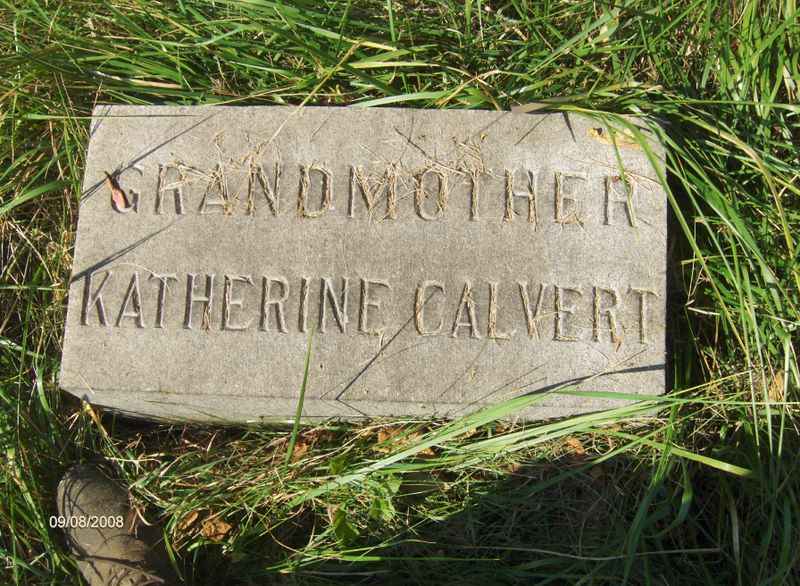 GRANDMOTHER
KATHERINE CALVERT
09/08/2008